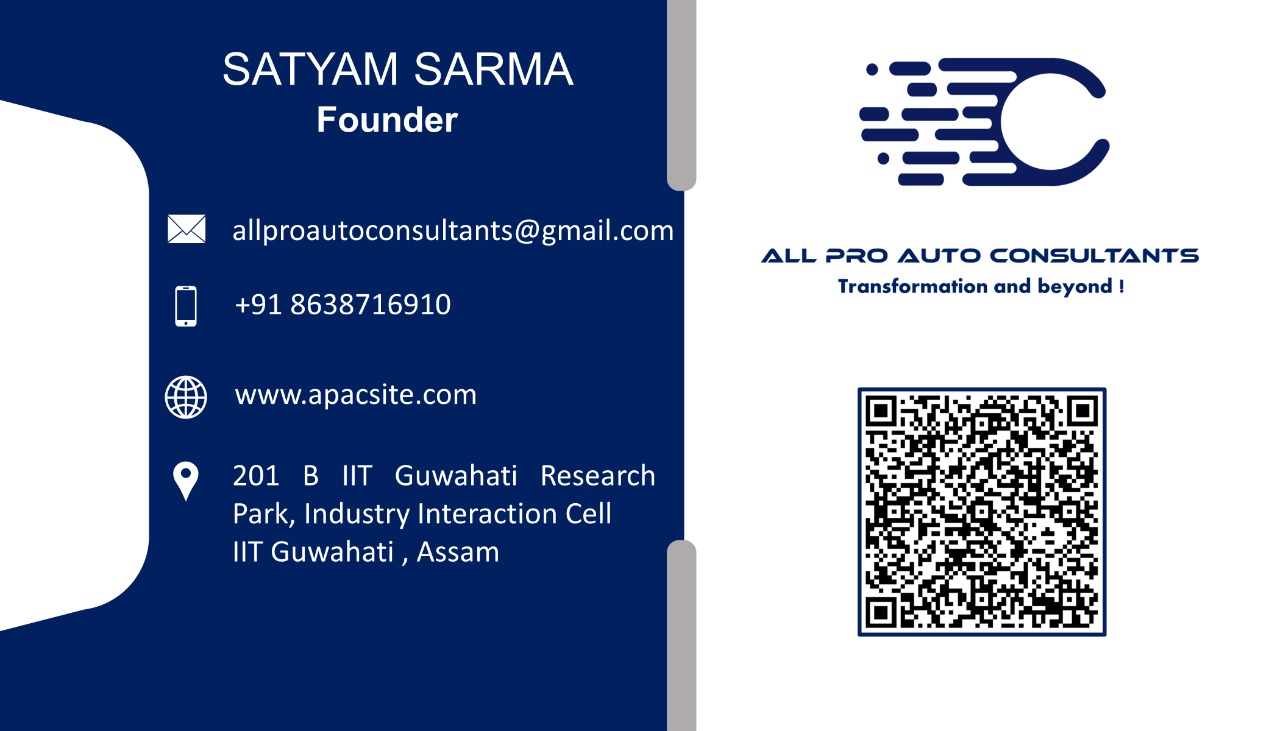 SATYAM SARMA
Founder
allproautoconsultants@gmail.com
+91 8638716910
www.apacsite.com
201 B IIT Guwahati Research
Park, Industry Interaction Cell
IIT Guwahati , Assam
ALL PRO AUTO CONSULTANTS
Transformation and beyond !